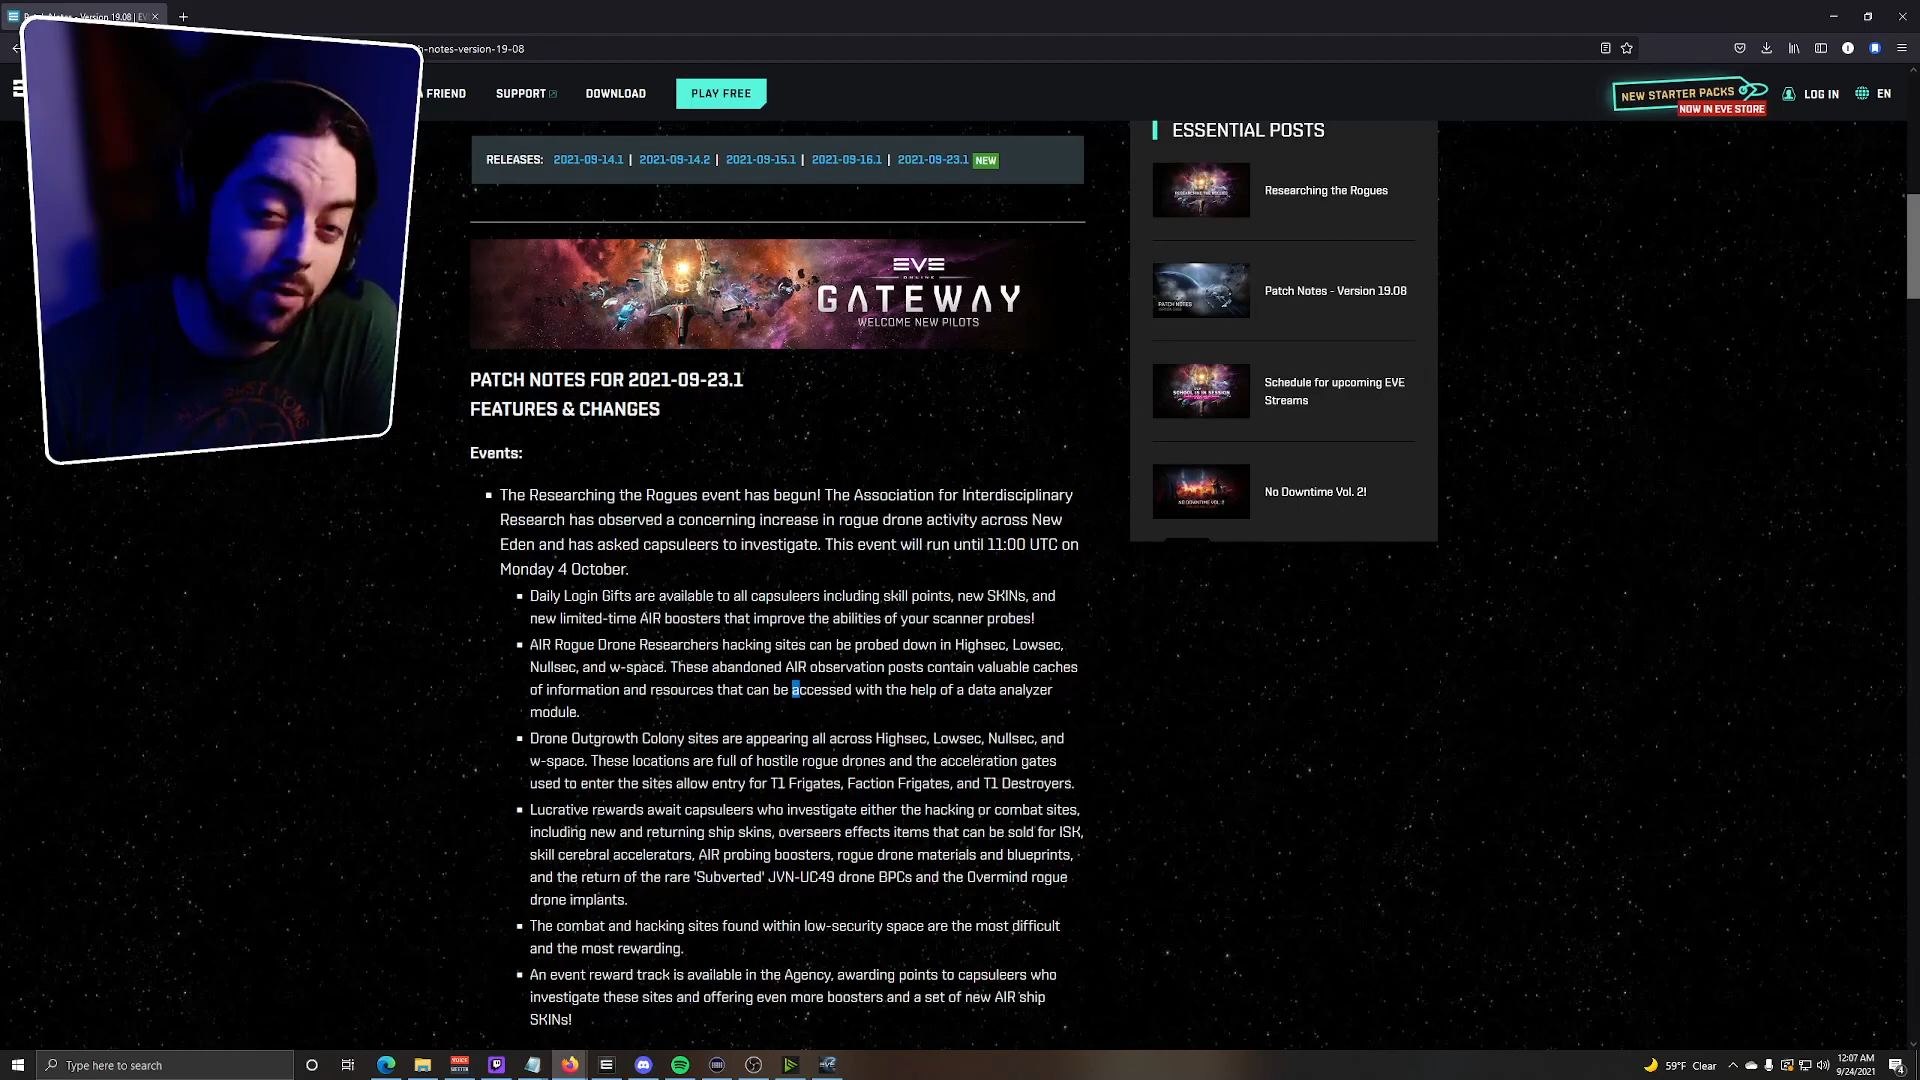 Version 19.08
h-notes-version-19-08
FRIEND
SUPPORT
DOWNLOAD
PLAY FREE
NEW STARTER PACKS
NOW IN EVE STORE
LOG IN
EN
RELEASES: 2021-09-14.1 | 2021-09-14.2 | 2021-09-15.1 | 2021-09-16.1 | 2021-09-23.1 NEW
EVE
ONLINE
GATEWAY
WELCOME NEW PILOTS
PATCH NOTES FOR 2021-09-23.1
FEATURES & CHANGES
Events:
The Researching the Rogues event has begun! The Association for Interdisciplinary
Research has observed a concerning increase in rogue drone activity across New
Eden and has asked capsuleers to investigate. This event will run until 11:00 UTC on
Monday 4 October.
Daily Login Gifts are available to all capsuleers including skill points, new SKINs, and
new limited-time AIR boosters that improve the abilities of your scanner probes!
AIR Rogue Drone Researchers hacking sites can be probed down in Highsec, Lowsec,
Nullsec, and w-space. These abandoned AIR observation posts contain valuable caches
of information and resources that can be accessed with the help of a data analyzer
module.
Drone Outgrowth Colony sites are appearing all across Highsec, Lowsec, Nullsec, and
w-space. These locations are full of hostile rogue drones and the acceleration gates
used to enter the sites allow entry for T1 Frigates, Faction Frigates, and T1 Destroyers.
Lucrative rewards await capsuleers who investigate either the hacking or combat sites,
including new and returning ship skins, overseers effects items that can be sold for ISK,
skill cerebral accelerators, AIR probing boosters, rogue drone materials and blueprints,
and the return of the rare 'Subverted' JVN-UC49 drone BPCs and the Overmind rogue
drone implants.
The combat and hacking sites found within low-security space are the most difficult
and the most rewarding.
An event reward track is available in the Agency, awarding points to capsuleers who
investigate these sites and offering even more boosters and a set of new AIR ship
SKINs!
ESSENTIAL POSTS
Researching the Rogues
PATCH NOTES
Patch Notes - Version 19.08
SCHOOL IS IN SESSION
Schedule for upcoming EVE
Streams
NO DOWNTIME VOL. 2!
No Downtime Vol. 2!
Type here to search
59°F Clear
12:07 AM
9/24/2021
4